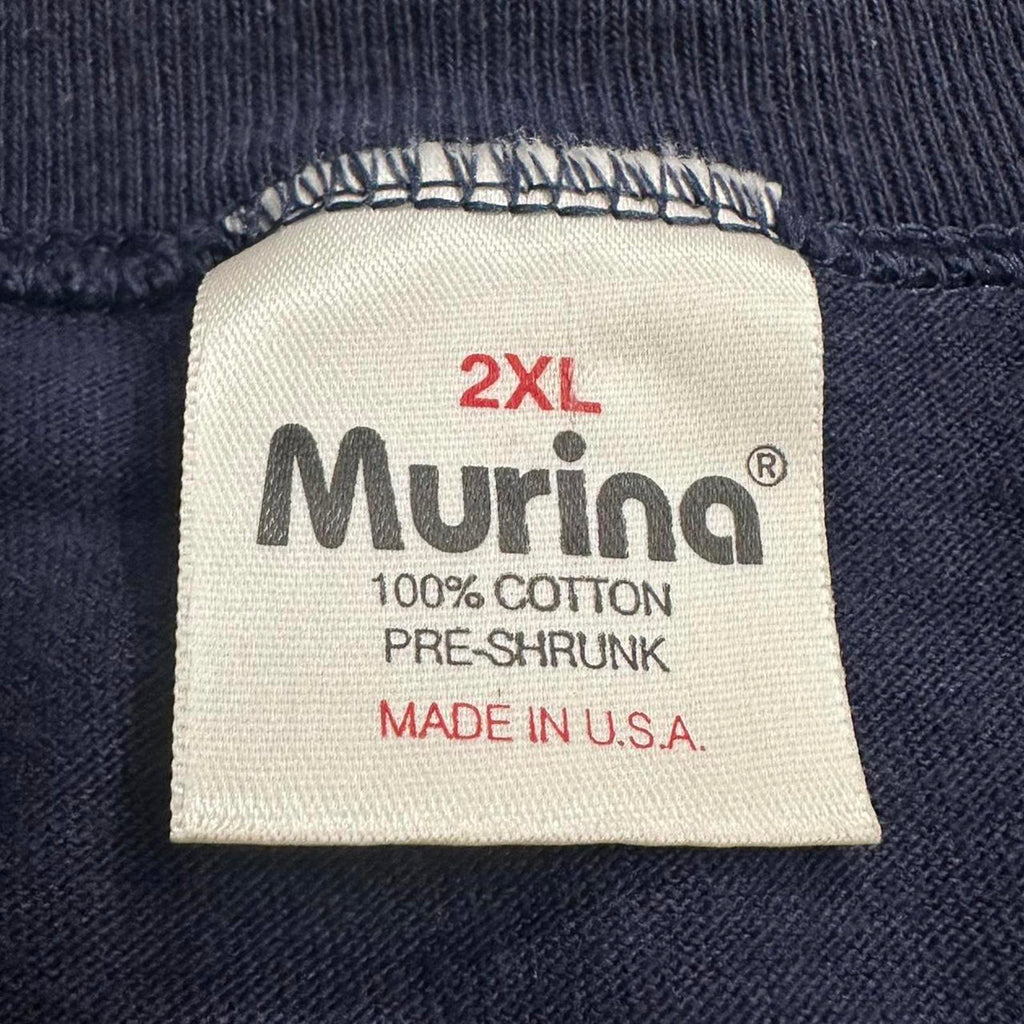 2XL
Murina®
100% COTTON
PRE-SHRUNK
MADE IN U.S.A.